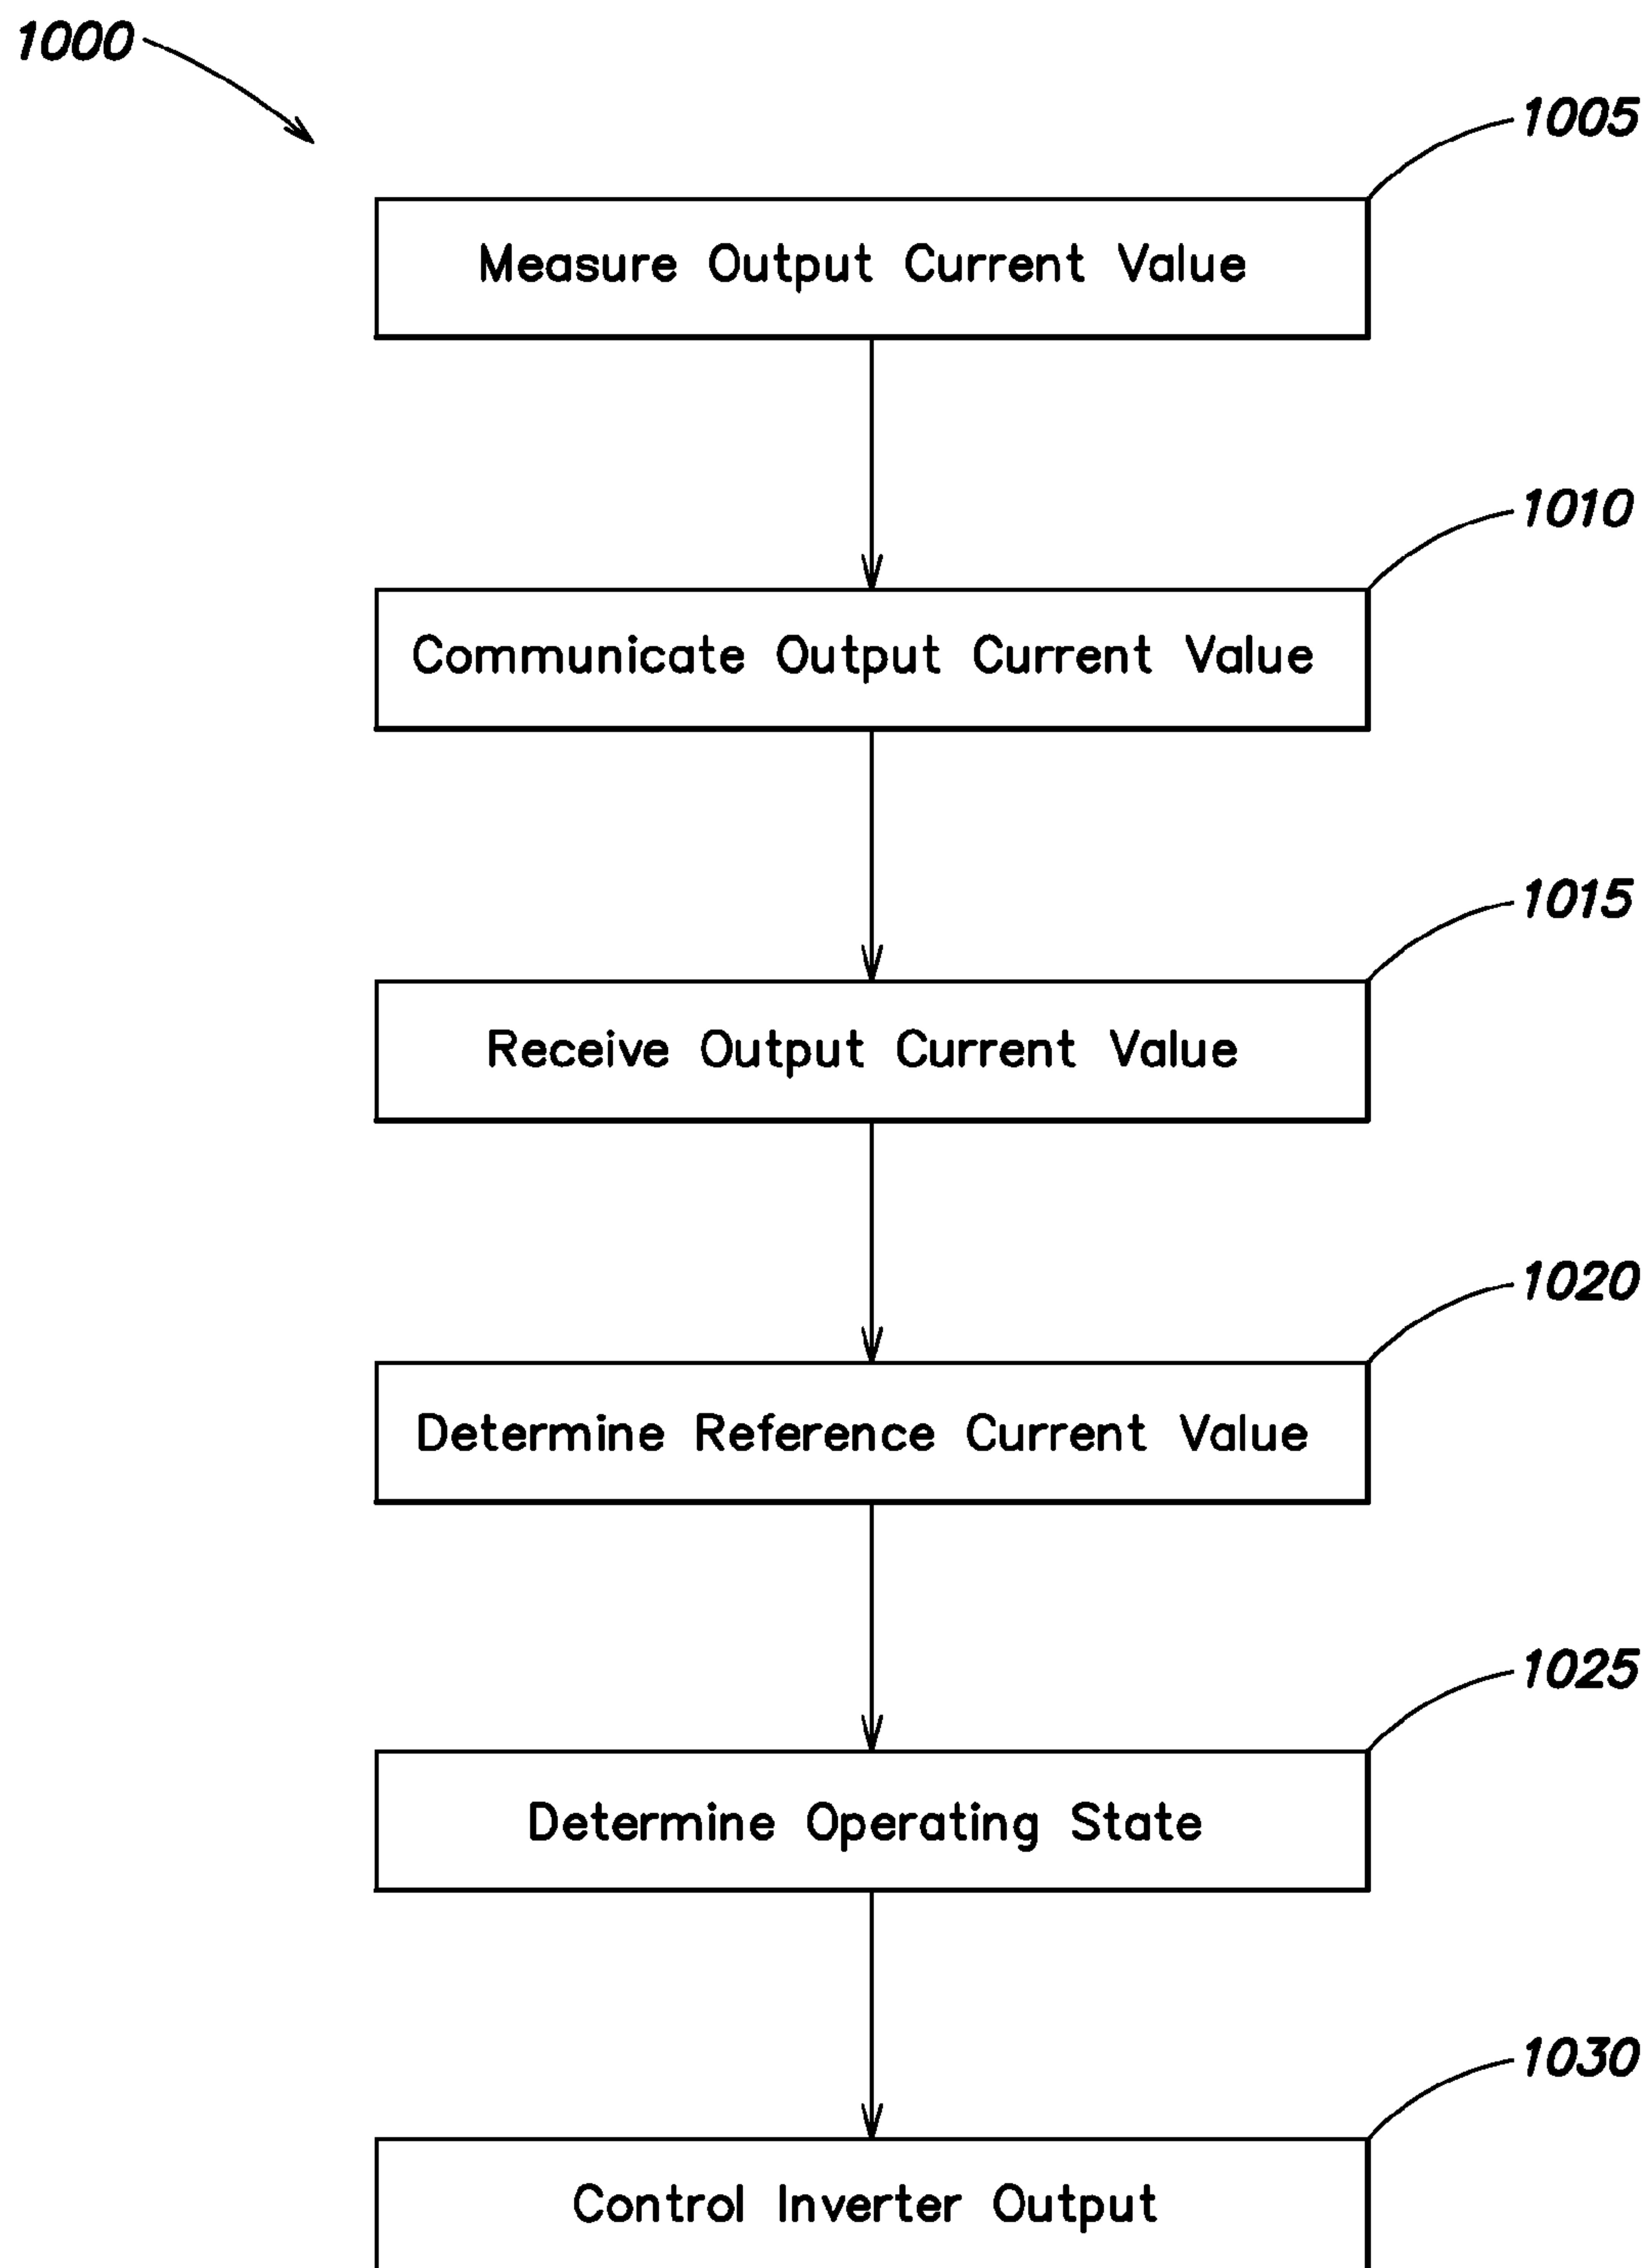 1000
1005
Measure Output Current Value
1010
Communicate Output Current Value
1015
Receive Output Current Value
1020
Determine Reference Current Value
1025
Determine Operating State
1030
Control Inverter Output